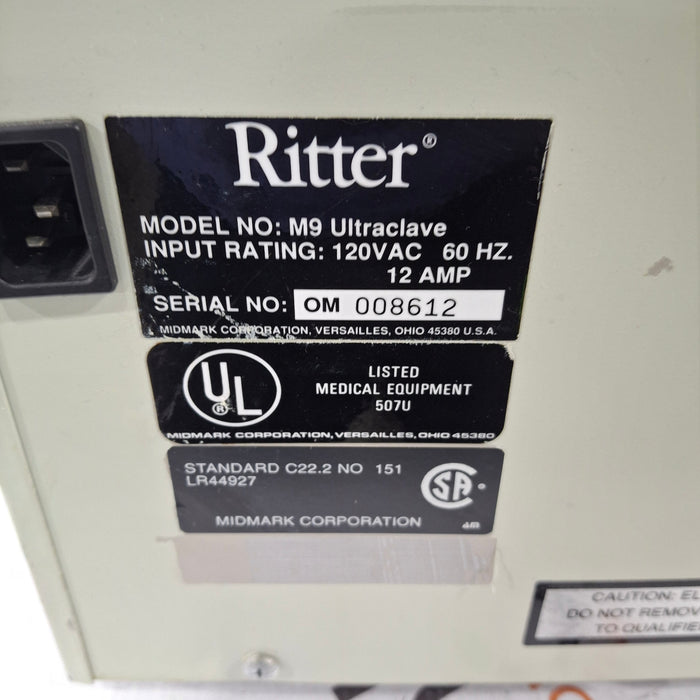 Ritter®
MODEL NO: M9 Ultraclave
INPUT RATING: 120VAC 60 HZ.
12 AMP
SERIAL NO: OM 008612
MIDMARK CORPORATION, VERSAILLES, OHIO 45380 U.S.A.
UL®
LISTED
MEDICAL EQUIPMENT
507U
MIDMARK CORPORATION, VERSAILLES, OHIO 45380
STANDARD C22.2 NO 151
LR44927
CSA
MIDMARK CORPORATION
CAUTION: EL
DO NOT REMOV
TO QUALIFIE